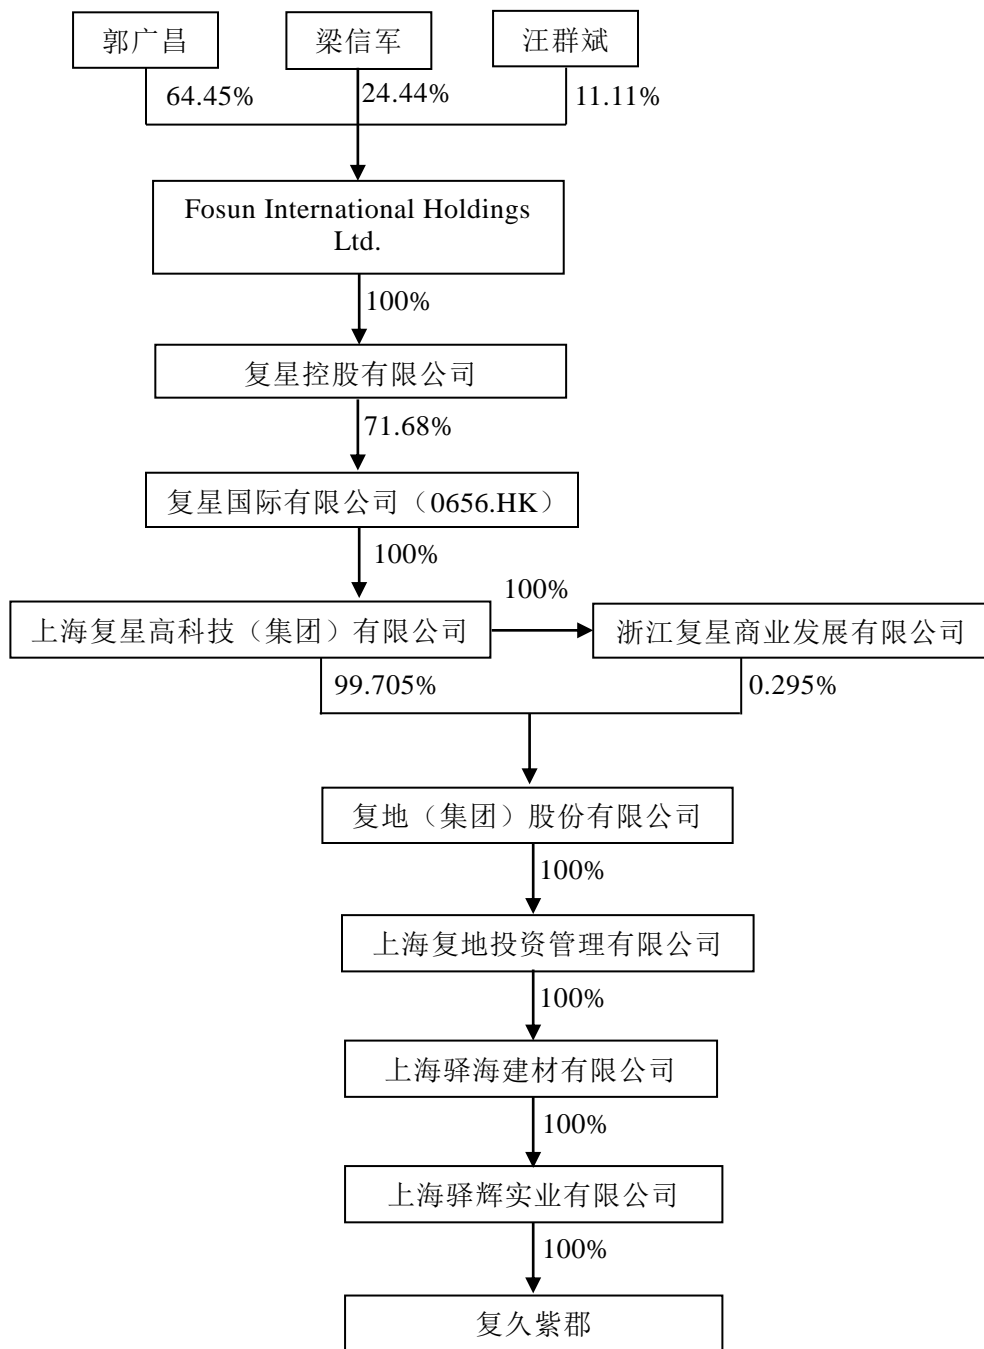 郭广昌
梁信军
汪群斌
64.45%
24.44%
11.11%
Fosun International Holdings
Ltd.
100%
复星控股有限公司
71.68%
复星国际有限公司（0656.HK）
100%
100%
上海复星高科技（集团）有限公司
浙江复星商业发展有限公司
99.705%
0.295%
复地（集团）股份有限公司
100%
上海复地投资管理有限公司
100%
上海驿海建材有限公司
100%
上海驿辉实业有限公司
100%
复久紫郡